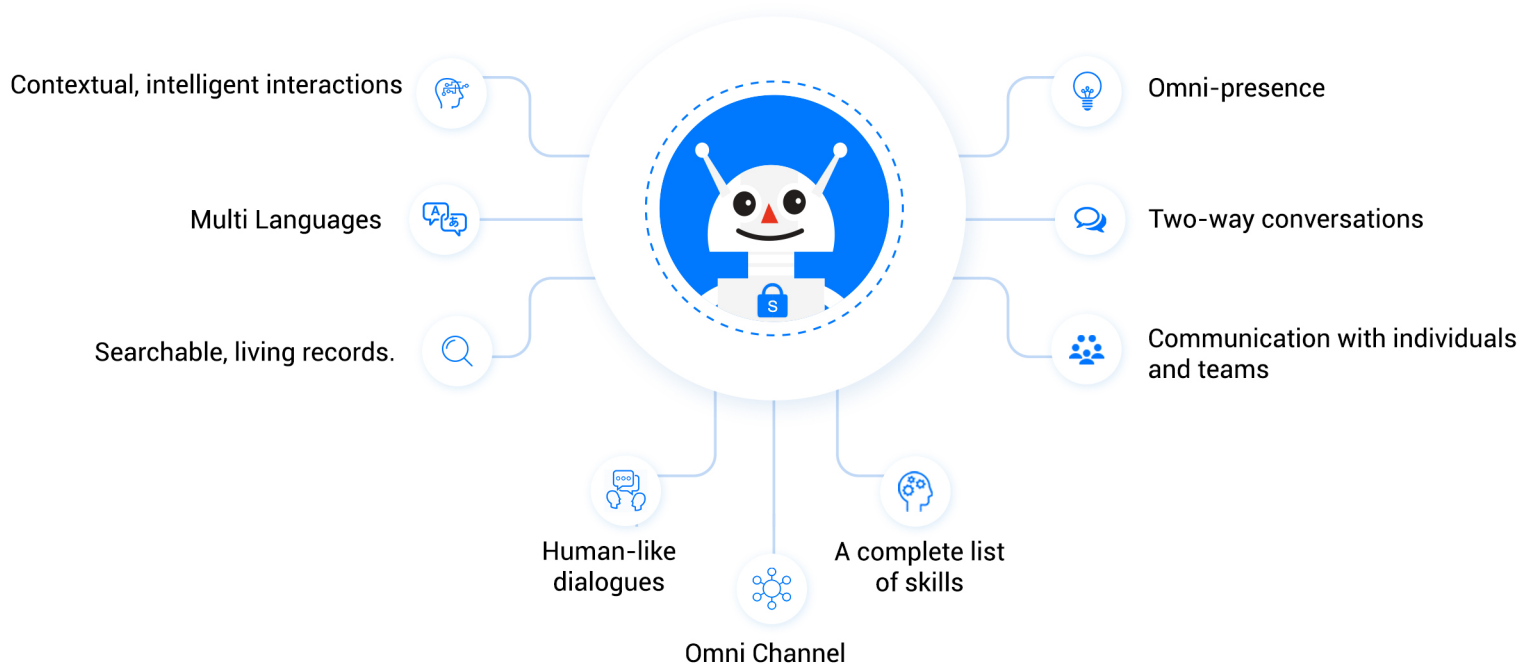 Contextual, intelligent interactions
Omni-presence
Multi Languages
A あ
Two-way conversations
S
Searchable, living records.
Communication with individuals
and teams
Human-like
dialogues
A complete list
of skills
Omni Channel